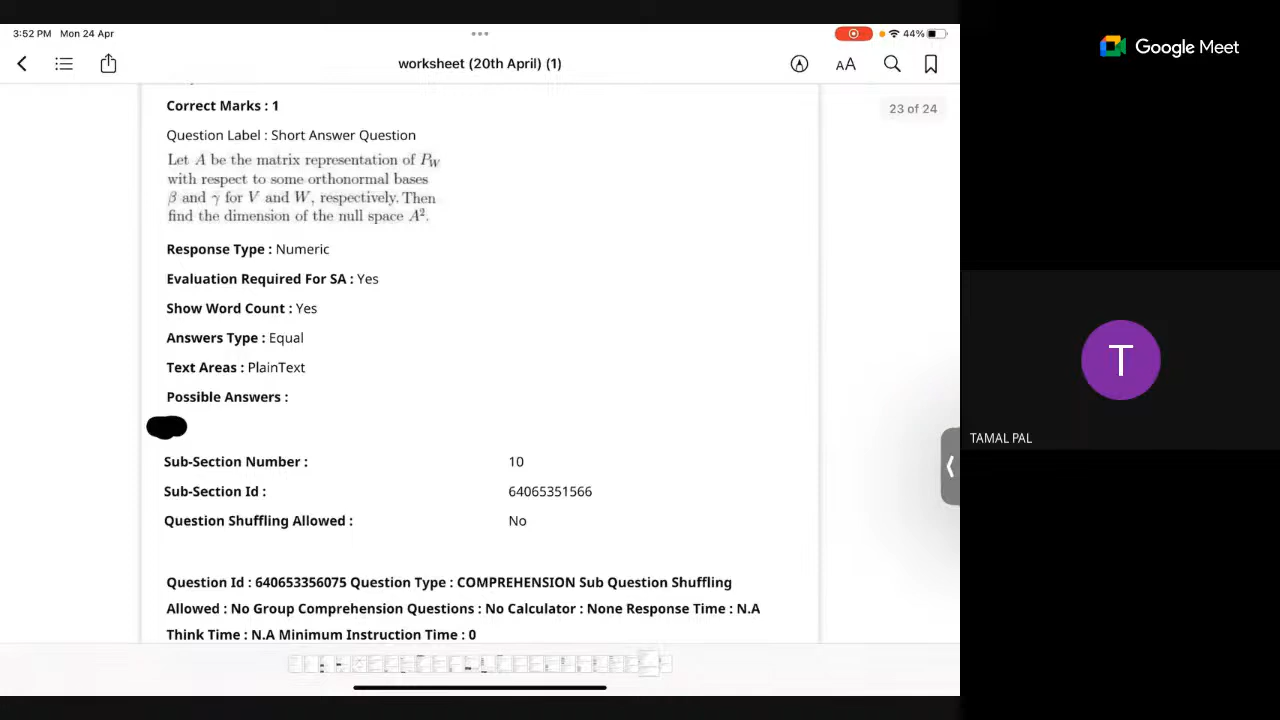 3:52 PM Mon 24 Apr
44%
worksheet (20th April) (1)
AA
Google Meet
23 of 24
Correct Marks : 1
Question Label : Short Answer Question
Let A be the matrix representation of P_W
with respect to some orthonormal bases
β and γ for V and W, respectively. Then
find the dimension of the null space A².
Response Type : Numeric
Evaluation Required For SA : Yes
Show Word Count : Yes
Answers Type : Equal
Text Areas : PlainText
Possible Answers :
T
TAMAL PAL
Sub-Section Number : 10
Sub-Section Id : 64065351566
Question Shuffling Allowed : No
Question Id : 640653356075 Question Type : COMPREHENSION Sub Question Shuffling
Allowed : No Group Comprehension Questions : No Calculator : None Response Time : N.A
Think Time : N.A Minimum Instruction Time : 0